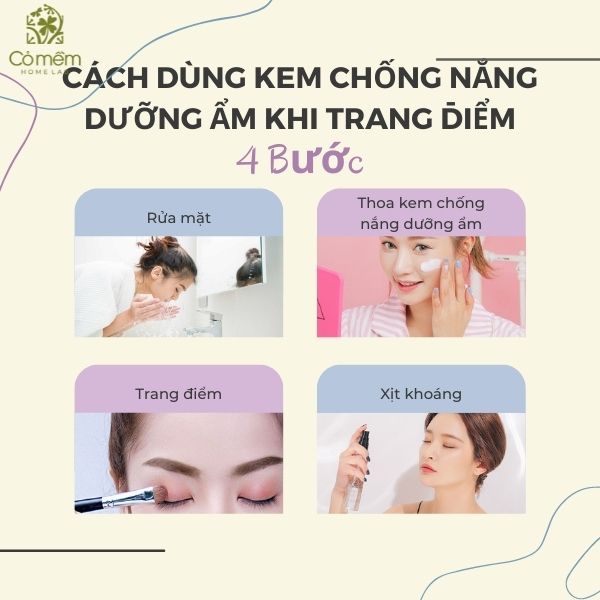 Cỏ mềm
HOME LAB
CÁCH DÙNG KEM CHỐNG NẮNG
DƯỠNG ẨM KHI TRANG ĐIỂM
4 Bước
Rửa mặt
Thoa kem chống
nắng dưỡng ẩm
Trang điểm
Xịt khoáng